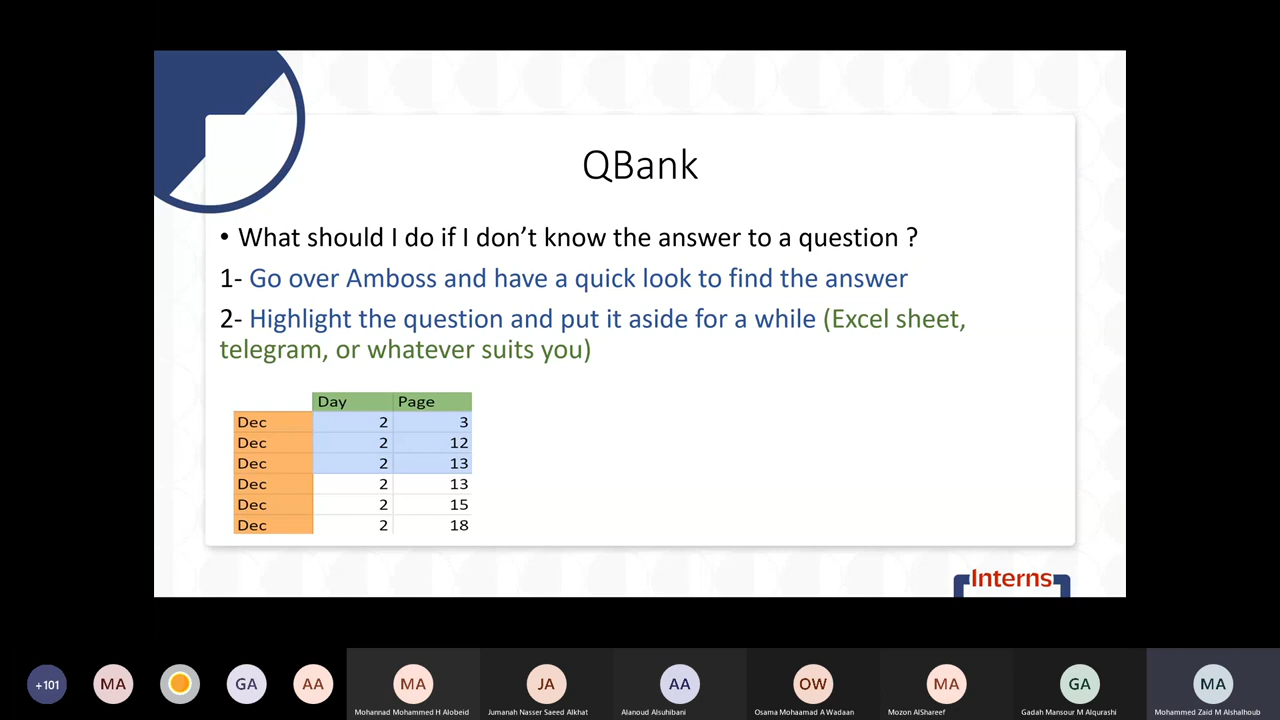 QBank
• What should I do if I don’t know the answer to a question ?
1- Go over Amboss and have a quick look to find the answer
2- Highlight the question and put it aside for a while (Excel sheet,
telegram, or whatever suits you)
Day Page
Dec 2 3
Dec 2 12
Dec 2 13
Dec 2 13
Dec 2 15
Dec 2 18
Interns
+101 MA GA AA MA JA AA OW MA GA MA
Mohannad Mohammed H Alobeid Jumanah Nasser Saeed Alkhat Alanoud Alsuhibani Osama Mohaamad A Wadaan Mozon AlShareef Gadah Mansour M Alqurashi Mohammed Zaid M Alshalhoub